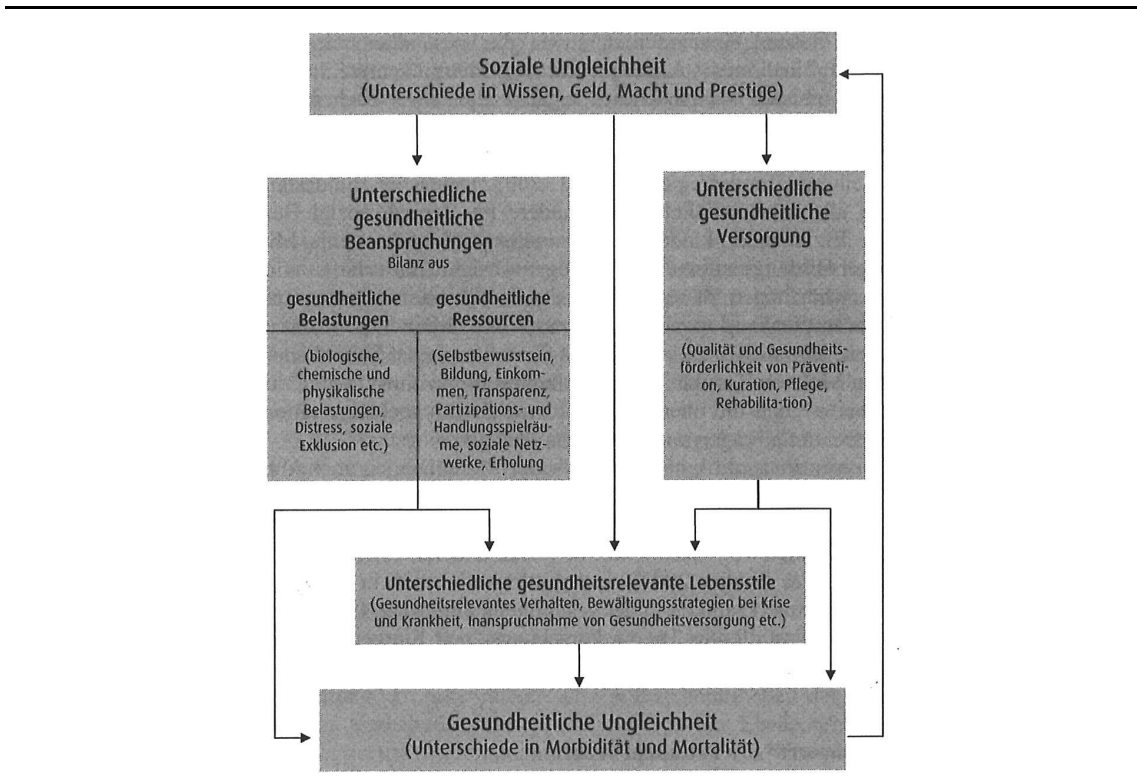 Soziale Ungleichheit
(Unterschiede in Wissen, Geld, Macht und Prestige)
Unterschiedliche
gesundheitliche
Beanspruchungen
Bilanz aus
gesundheitliche
Belastungen
(biologische,
chemische und
physikalische
Belastungen,
Distress, soziale
Exklusion etc.)
gesundheitliche
Ressourcen
(Selbstbewusstsein,
Bildung, Einkom-
men, Transparenz,
Partizipations- und
Handlungsspielräu-
me, soziale Netz-
werke, Erholung
Unterschiedliche
gesundheitliche
Versorgung
(Qualität und Gesundheits-
förderlichkeit von Präventi-
on, Kuration, Pflege,
Rehabilita-tion)
Unterschiedliche gesundheitsrelevante Lebensstile
(Gesundheitsrelevantes Verhalten, Bewältigungsstrategien bei Krise
und Krankheit, Inanspruchnahme von Gesundheitsversorgung etc.)
Gesundheitliche Ungleichheit
(Unterschiede in Morbidität und Mortalität)